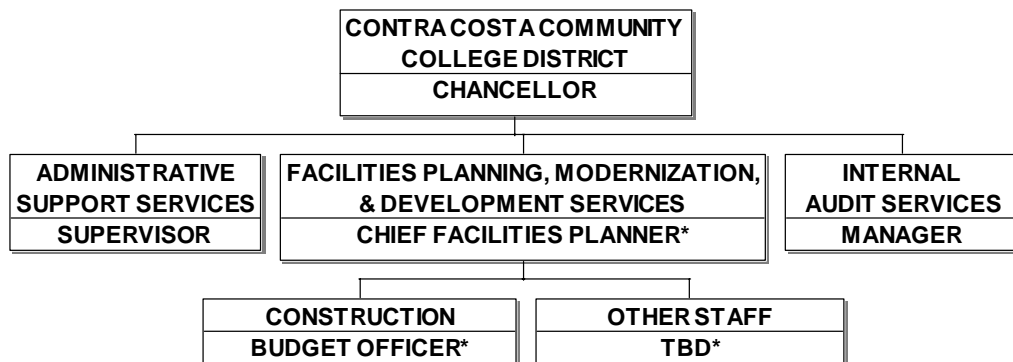 CONTRA COSTA COMMUNITY
COLLEGE DISTRICT
CHANCELLOR
ADMINISTRATIVE
SUPPORT SERVICES
SUPERVISOR
FACILITIES PLANNING, MODERNIZATION,
& DEVELOPMENT SERVICES
CHIEF FACILITIES PLANNER*
INTERNAL
AUDIT SERVICES
MANAGER
CONSTRUCTION
BUDGET OFFICER*
OTHER STAFF
TBD*